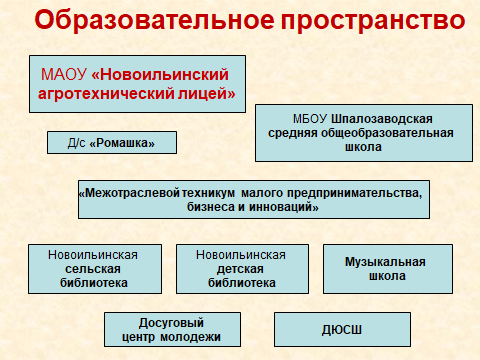 Образовательное пространство
МАОУ «Новоильинский
агротехнический лицей»
МБОУ Шпалозаводская
средняя общеобразовательная
школа
Д/с «Ромашка»
«Межотраслевой техникум малого предпринимательства,
бизнеса и инноваций»
Новоильинская
сельская
библиотека
Новоильинская
детская
библиотека
Музыкальная
школа
Досуговый
центр молодежи
ДЮСШ